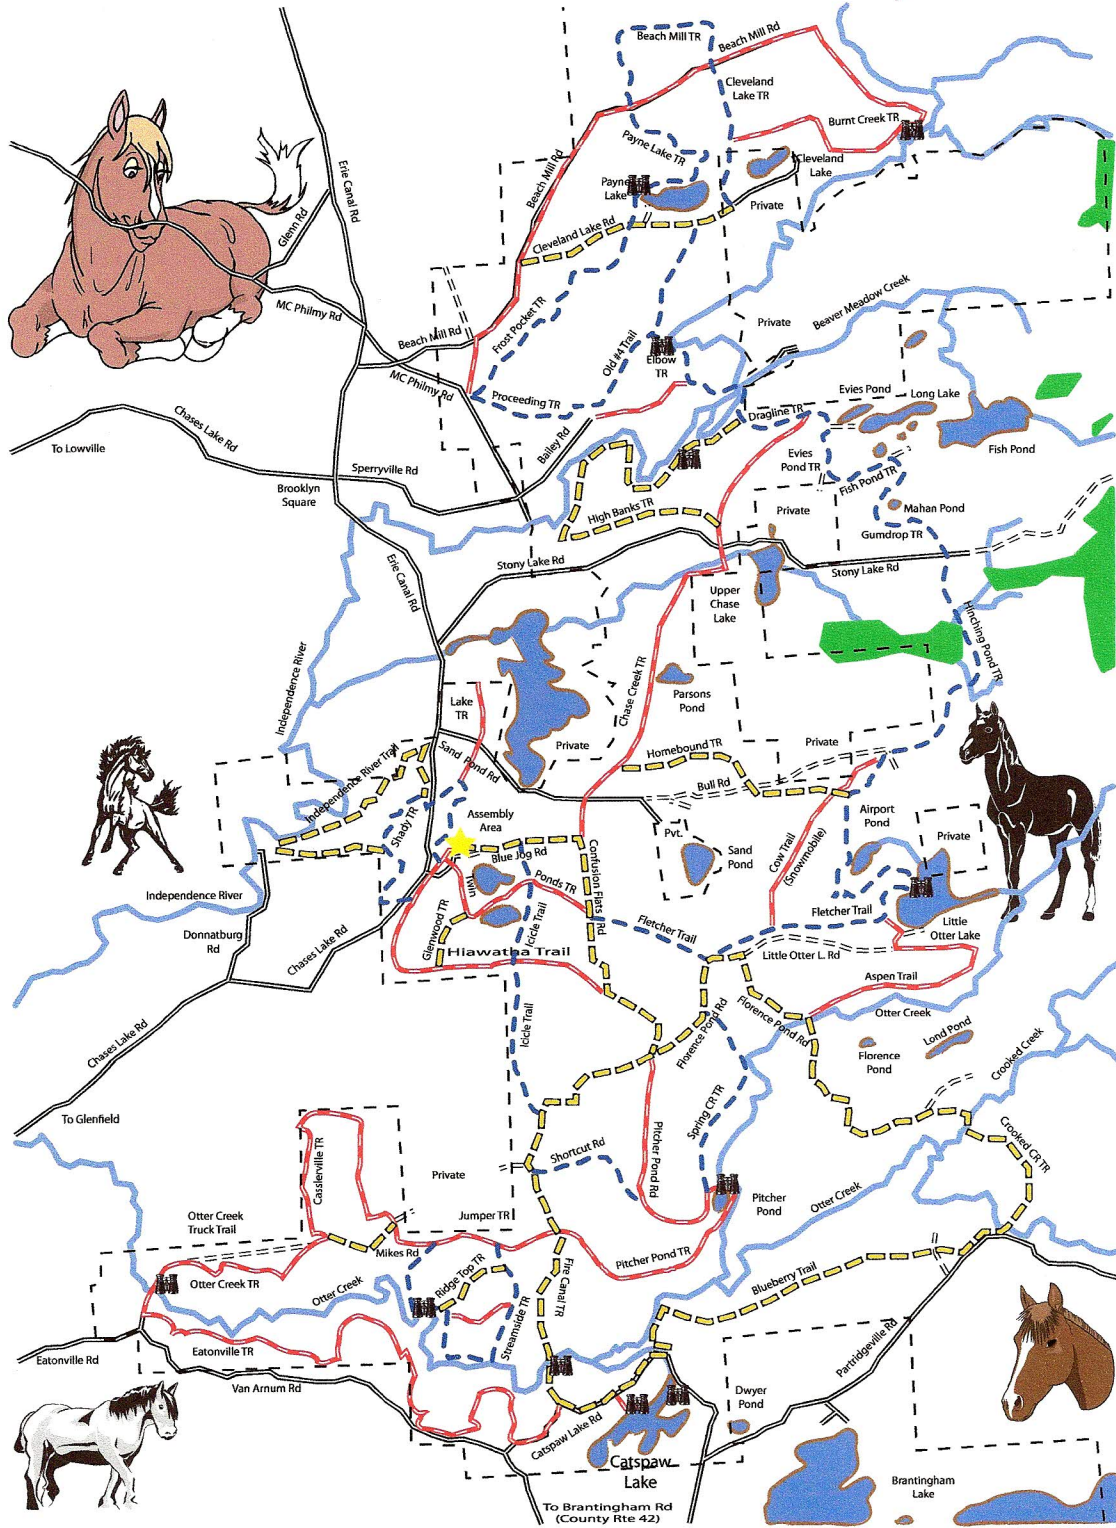 Beach Mill TR
Beach Mill Rd
Cleveland
Lake TR
Burnt Creek TR
Payne Lake TR
Cleveland
Lake
Erie Canal Rd
Beach Mill Rd
Payne
Lake
Private
Glenn Rd
Cleveland Lake Rd
MC Philmy Rd
Beaver Meadow Creek
Frost Pocket TR
Private
Beach Mill Rd
Old #4 Trail
Elbow
TR
MC Philmy Rd
Proceeding TR
Evies Pond
Long Lake
Chases Lake Rd
Dragline TR
To Lowville
Bailey Rd
Evies
Pond TR
Fish Pond
Sperryville Rd
Fish Pond TR
Brooklyn
Square
High Banks TR
Private
Mahan Pond
Gumdrop TR
Erie Canal Rd
Stony Lake Rd
Stony Lake Rd
Upper
Chase
Lake
Hinching Pond TR
Independence River
Chase Creek TR
Parsons
Pond
Lake
TR
Private
Sand Pond Rd
Homebound TR
Private
Independence River Trail
Bull Rd
Shady TR
Assembly
Area
Airport
Pond
Pvt.
Private
Blue Jog Rd
Confusion Flats Rd
Sand
Pond
Cow Trail
(Snowmobile)
Twin
Ponds TR
Independence River
Glenwood TR
Icicle Trail
Fletcher Trail
Fletcher Trail
Little
Otter Lake
Donnatburg
Rd
Chases Lake Rd
Hiawatha Trail
Little Otter L. Rd
Aspen Trail
Chases Lake Rd
Icicle Trail
Florence Pond Rd
Florence Pond Rd
Otter Creek
Lond Pond
Florence
Pond
Crooked Creek
To Glenfield
Spring CR TR
Casslerville TR
Shortcut Rd
Pitcher Pond Rd
Crooked CR TR
Private
Pitcher
Pond
Otter Creek
Otter Creek
Truck Trail
Jumper TR
Mikes Rd
Pitcher Pond TR
Otter Creek TR
Otter Creek
Ridge Top TR
Fire Canal TR
Blueberry Trail
Streamside TR
Eatonville Rd
Eatonville TR
Partridgeville Rd
Van Arnum Rd
Dwyer
Pond
Catspaw Lake Rd
Catspaw
Lake
Brantingham
Lake
To Brantingham Rd
(County Rte 42)